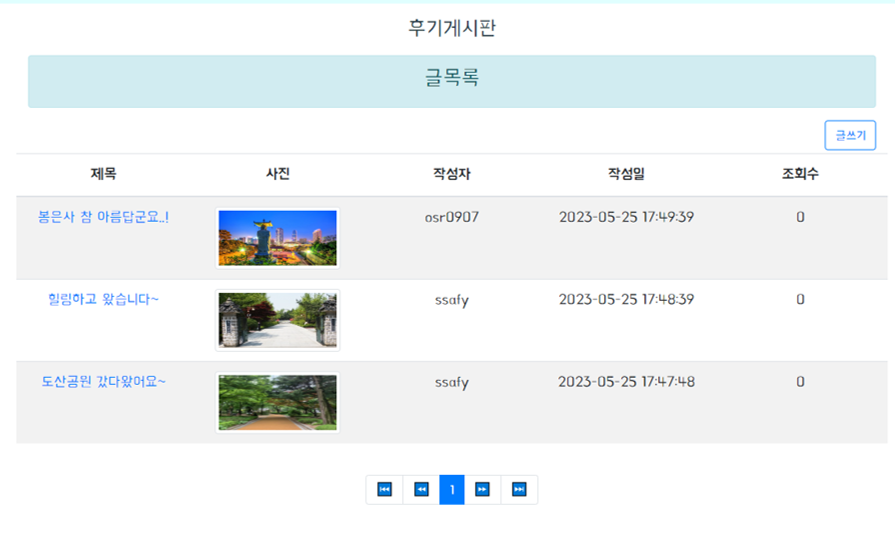 후기게시판
글목록
글쓰기
제목 사진 작성자 작성일 조회수
봉은사 참 아름답군요..! osr0907 2023-05-25 17:49:39 0
힐링하고 왔습니다~ ssafy 2023-05-25 17:48:39 0
도산공원 갔다왔어요~ ssafy 2023-05-25 17:47:48 0
1